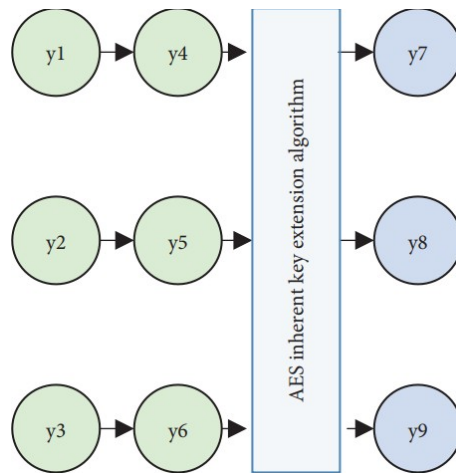 y1
y4
y7
y2
y5
y8
y3
y6
y9
AES inherent key extension algorithm